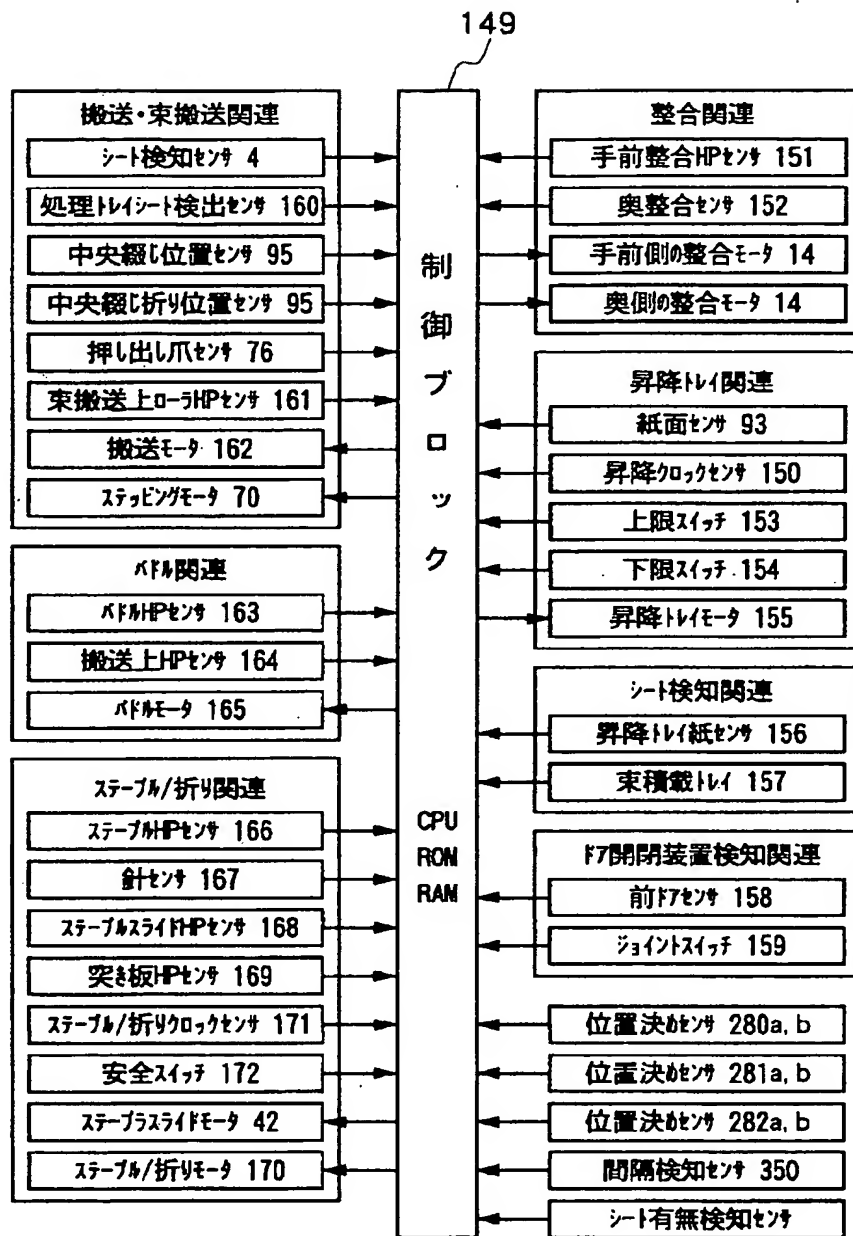 149
搬送・束搬送関連
シート検知センサ 4
処理トレイシート検出センサ 160
中央綴じ位置センサ 95
中央綴じ折り位置センサ 95
押し出し爪センサ 76
束搬送上ローラHPセンサ 161
搬送モータ 162
ステッピングモータ 70
パドル関連
パドルHPセンサ 163
搬送上HPセンサ 164
パドルモータ 165
ステープル/折り関連
ステープルHPセンサ 166
針センサ 167
ステープルスライドHPセンサ 168
突き板HPセンサ 169
ステープル/折りクロックセンサ 171
安全スイッチ 172
ステープラスライドモータ 42
ステープル/折りモータ 170
制御ブロック
CPU
RON
RAM
整合関連
手前整合HPセンサ 151
奥整合センサ 152
手前側の整合モータ 14
奥側の整合モータ 14
昇降トレイ関連
紙面センサ 93
昇降クロックセンサ 150
上限スイッチ 153
下限スイッチ 154
昇降トレイモータ 155
シート検知関連
昇降トレイ紙センサ 156
束積載トレイ 157
ドア開閉装置検知関連
前ドアセンサ 158
ジョイントスイッチ 159
位置決めセンサ 280a, b
位置決めセンサ 281a, b
位置決めセンサ 282a, b
間隔検知センサ 350
シート有無検知センサ